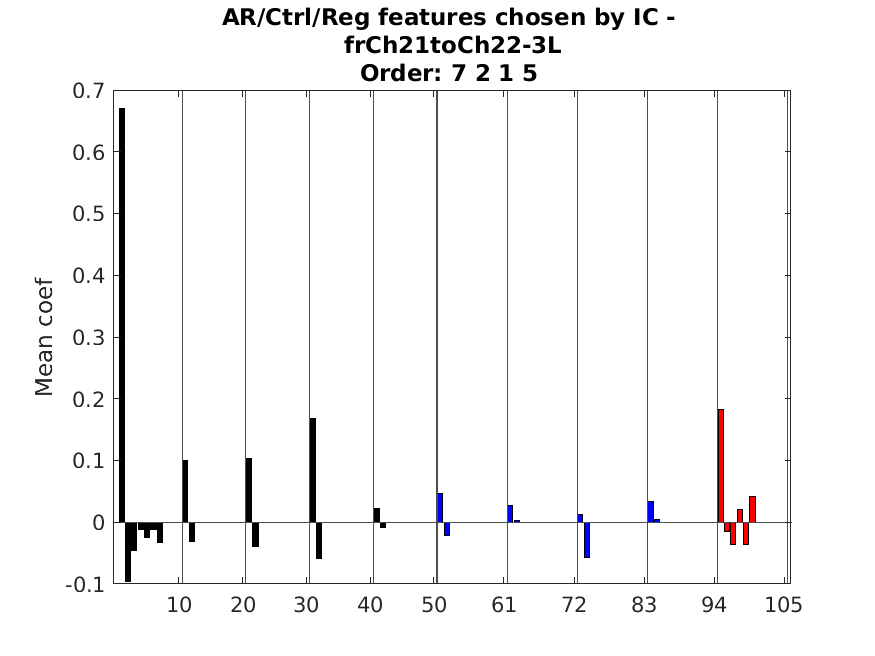 AR/Ctrl/Reg features chosen by IC -
frCh21toCh22-3L
Order: 7 2 1 5
0.7
0.6
0.5
0.4
0.3
0.2
0.1
0
-0.1
Mean coef
10 20 30 40 50 61 72 83 94 105